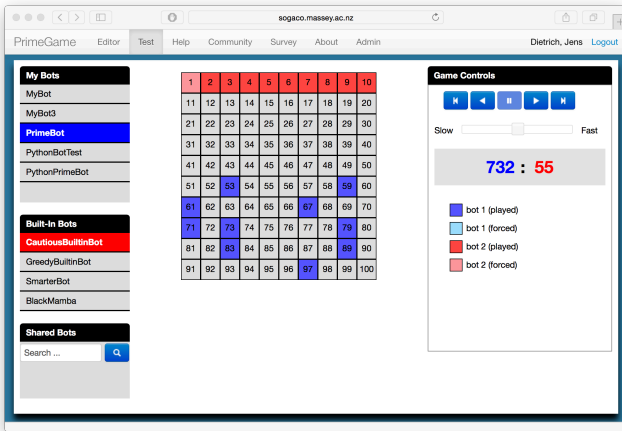 sogaco.massey.ac.nz
PrimeGame Editor Test Help Community Survey About Admin Dietrich, Jens Logout
My Bots
MyBot
MyBot3
PrimeBot
PythonBotTest
PythonPrimeBot
Built-In Bots
CautiousBuiltinBot
GreedyBuiltinBot
SmarterBot
BlackMamba
Shared Bots
Search ...
1 2 3 4 5 6 7 8 9 10
11 12 13 14 15 16 17 18 19 20
21 22 23 24 25 26 27 28 29 30
31 32 33 34 35 36 37 38 39 40
41 42 43 44 45 46 47 48 49 50
51 52 53 54 55 56 57 58 59 60
61 62 63 64 65 66 67 68 69 70
71 72 73 74 75 76 77 78 79 80
81 82 83 84 85 86 87 88 89 90
91 92 93 94 95 96 97 98 99 100
Game Controls
Slow Fast
732 : 55
bot 1 (played)
bot 1 (forced)
bot 2 (played)
bot 2 (forced)